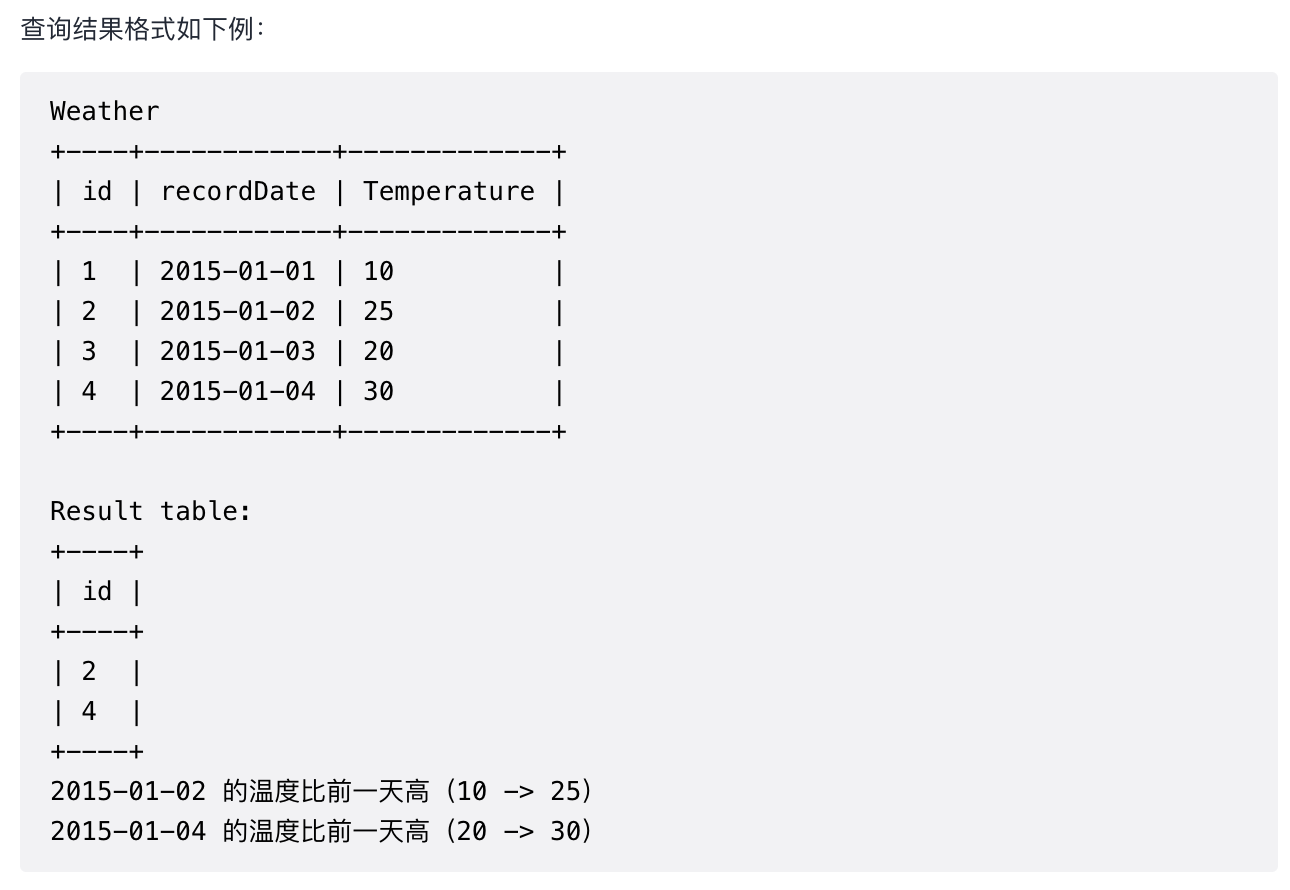 查询结果格式如下例：
Weather
+----+------------+-------------+
| id | recordDate | Temperature |
+----+------------+-------------+
| 1  | 2015-01-01 | 10          |
| 2  | 2015-01-02 | 25          |
| 3  | 2015-01-03 | 20          |
| 4  | 2015-01-04 | 30          |
+----+------------+-------------+
Result table:
+----+
| id |
+----+
| 2  |
| 4  |
+----+
2015-01-02 的温度比前一天高（10 -> 25）
2015-01-04 的温度比前一天高（20 -> 30）